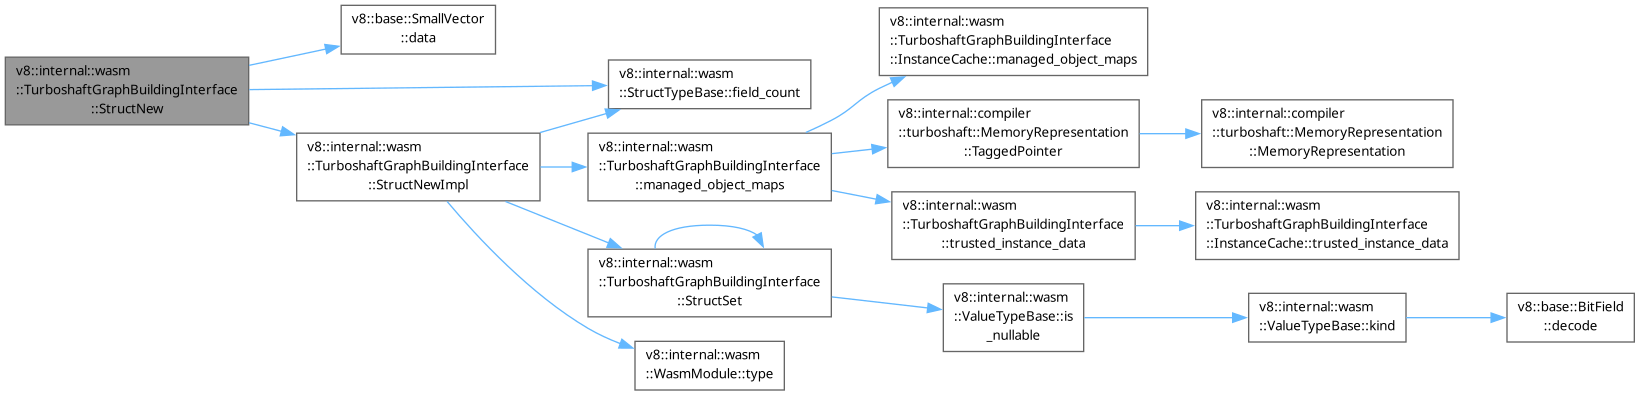 v8::internal::wasm
::TurboshaftGraphBuildingInterface
::StructNew
v8::base::SmallVector
::data
v8::internal::wasm
::StructTypeBase::field_count
v8::internal::wasm
::TurboshaftGraphBuildingInterface
::StructNewImpl
v8::internal::wasm
::TurboshaftGraphBuildingInterface
::managed_object_maps
v8::internal::wasm
::TurboshaftGraphBuildingInterface
::InstanceCache::managed_object_maps
v8::internal::compiler
::turboshaft::MemoryRepresentation
::TaggedPointer
v8::internal::compiler
::turboshaft::MemoryRepresentation
::MemoryRepresentation
v8::internal::wasm
::TurboshaftGraphBuildingInterface
::trusted_instance_data
v8::internal::wasm
::TurboshaftGraphBuildingInterface
::InstanceCache::trusted_instance_data
v8::internal::wasm
::TurboshaftGraphBuildingInterface
::StructSet
v8::internal::wasm
::ValueTypeBase::is
_nullable
v8::internal::wasm
::ValueTypeBase::kind
v8::base::BitField
::decode
v8::internal::wasm
::WasmModule::type